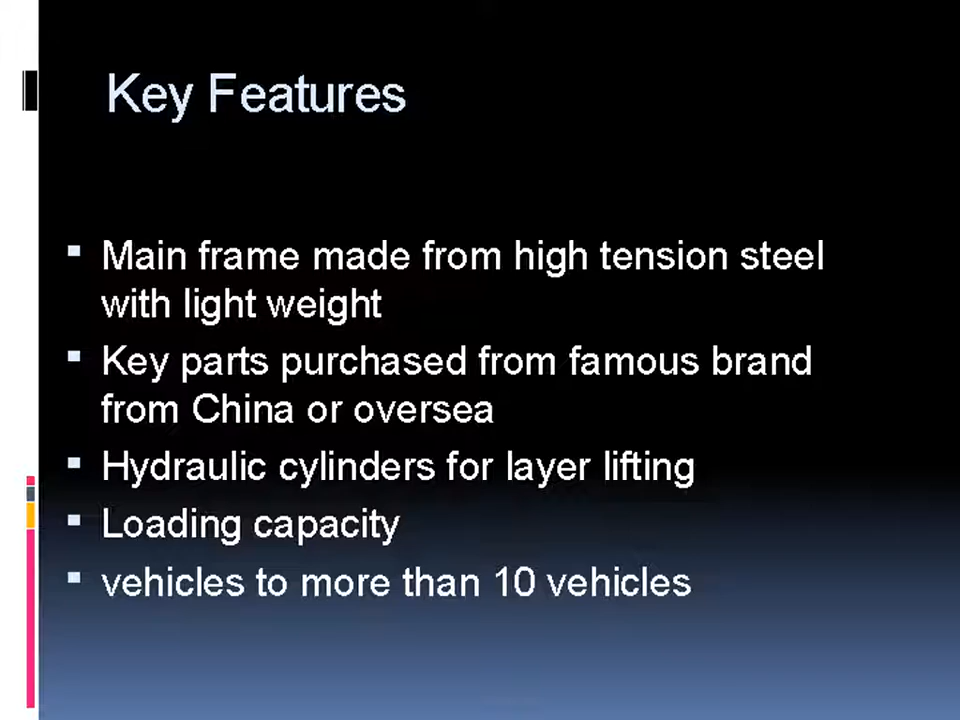 Key Features
▪ Main frame made from high tension steel
with light weight
▪ Key parts purchased from famous brand
from China or oversea
▪ Hydraulic cylinders for layer lifting
▪ Loading capacity
▪ vehicles to more than 10 vehicles